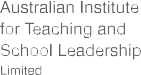 Australian Institute
for Teaching and
School Leadership
Limited